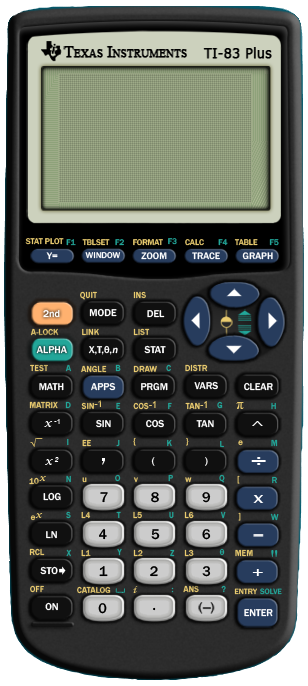 TEXAS INSTRUMENTS TI-83 Plus
STAT PLOT F1 TBLSET F2 FORMAT F3 CALC F4 TABLE F5
Y= WINDOW ZOOM TRACE GRAPH
QUIT INS
2nd MODE DEL
A-LOCK LINK LIST
ALPHA X,T,θ,n STAT
TEST A ANGLE B DRAW C DISTR
MATH APPS PRGM VARS CLEAR
MATRIX D SIN⁻¹ E COS⁻¹ F TAN⁻¹ G π H
x⁻¹ SIN COS TAN ^
√ I EE J { K } L e M
x² , ( ) ÷
10ˣ N u O v P w Q [ R
LOG 7 8 9 x
eˣ S L4 T L5 U L6 V ] W
LN 4 5 6 −
RCL X L1 Y L2 Z L3 θ MEM "
STO➔ 1 2 3 +
OFF CATALOG ⎵ i : ANS ? ENTRY SOLVE
ON 0 . (−) ENTER